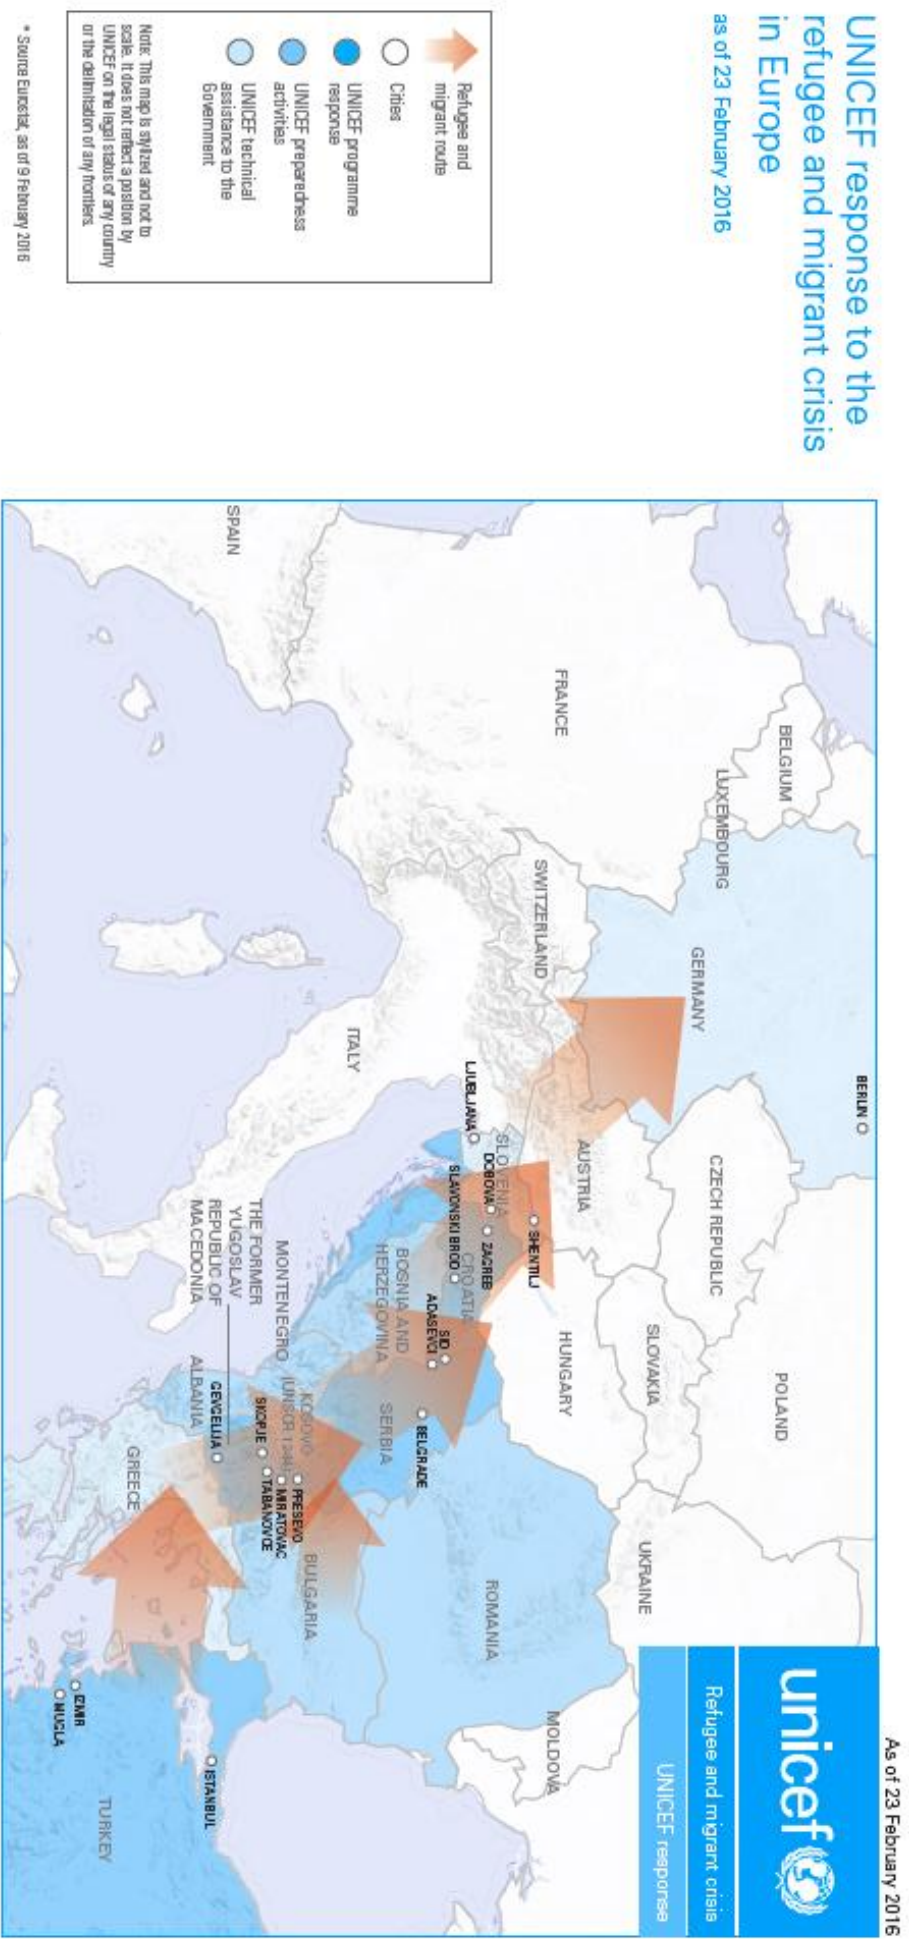 As of 23 February 2016
UNICEF response to the
refugee and migrant crisis
in Europe
as of 23 February 2016
Refugee and
migrant route
Cities
UNICEF programme
response
UNICEF preparedness
activities
UNICEF technical
assistance to the
Government
Note: This map is stylized and not to
scale. It does not reflect a position by
UNICEF on the legal status of any country
or the delimitation of any frontiers.
* Source Eurostat, as of 9 February 2016
unicef
Refugee and migrant crisis
UNICEF response
BERLIN
BELGIUM
LUXEMBOURG
GERMANY
CZECH REPUBLIC
POLAND
SLOVAKIA
UKRAINE
FRANCE
SWITZERLAND
AUSTRIA
HUNGARY
MOLDOVA
SHENTILJ
LJUBLJANA
SLOVENIA
DOBOVA
ZAGREB
SLAVONSKI BROD
CROATIA
SID
ADASEVCI
BELGRADE
ROMANIA
BOSNIA AND
HERZEGOVINA
SERBIA
ITALY
MONTENEGRO
KOSOVO
(UNSCR 1244)
PRESEVO
MIRATOVAC
TABANOVCE
BULGARIA
SKOPJE
THE FORMER
YUGOSLAV
REPUBLIC OF
MACEDONIA
GEVGELIJA
ALBANIA
GREECE
SPAIN
ISTANBUL
IZMIR
MUGLA
TURKEY